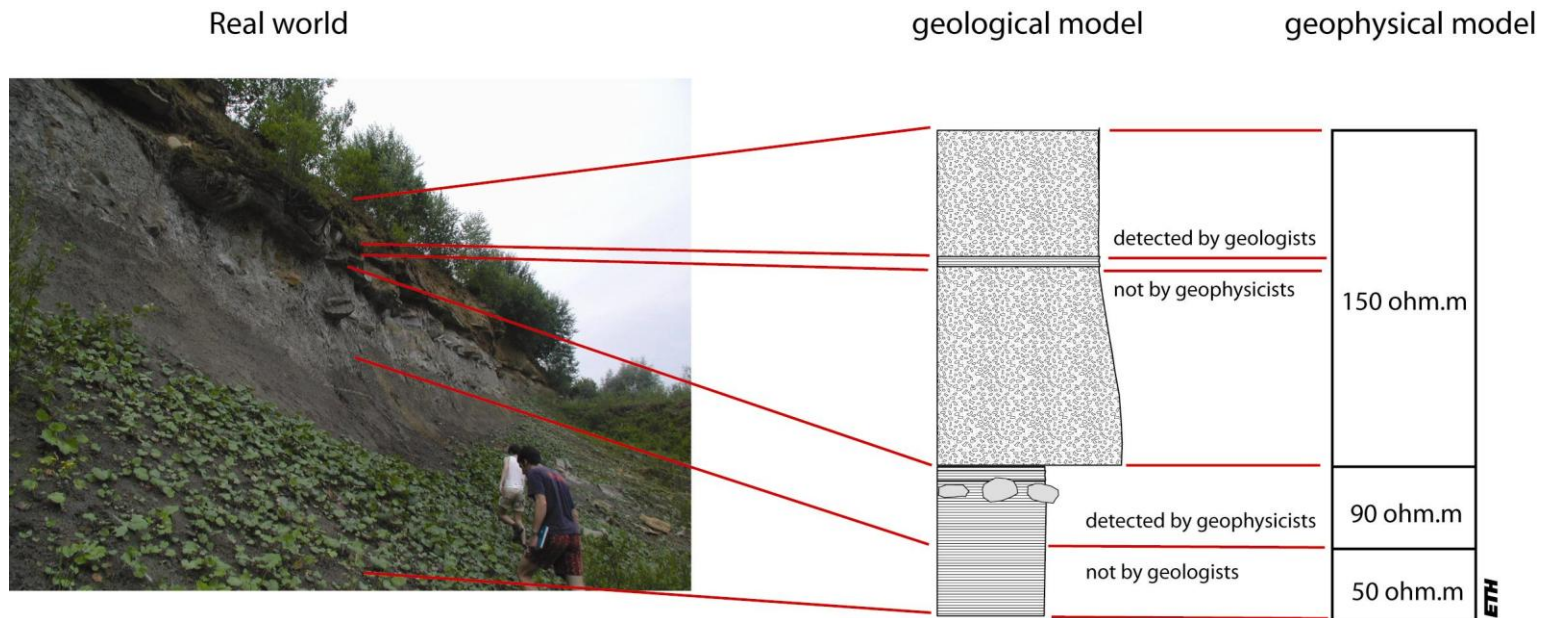 Real world
geological model
geophysical model
detected by geologists
not by geophysicists
150 ohm.m
detected by geophysicists
90 ohm.m
not by geologists
50 ohm.m
ETH